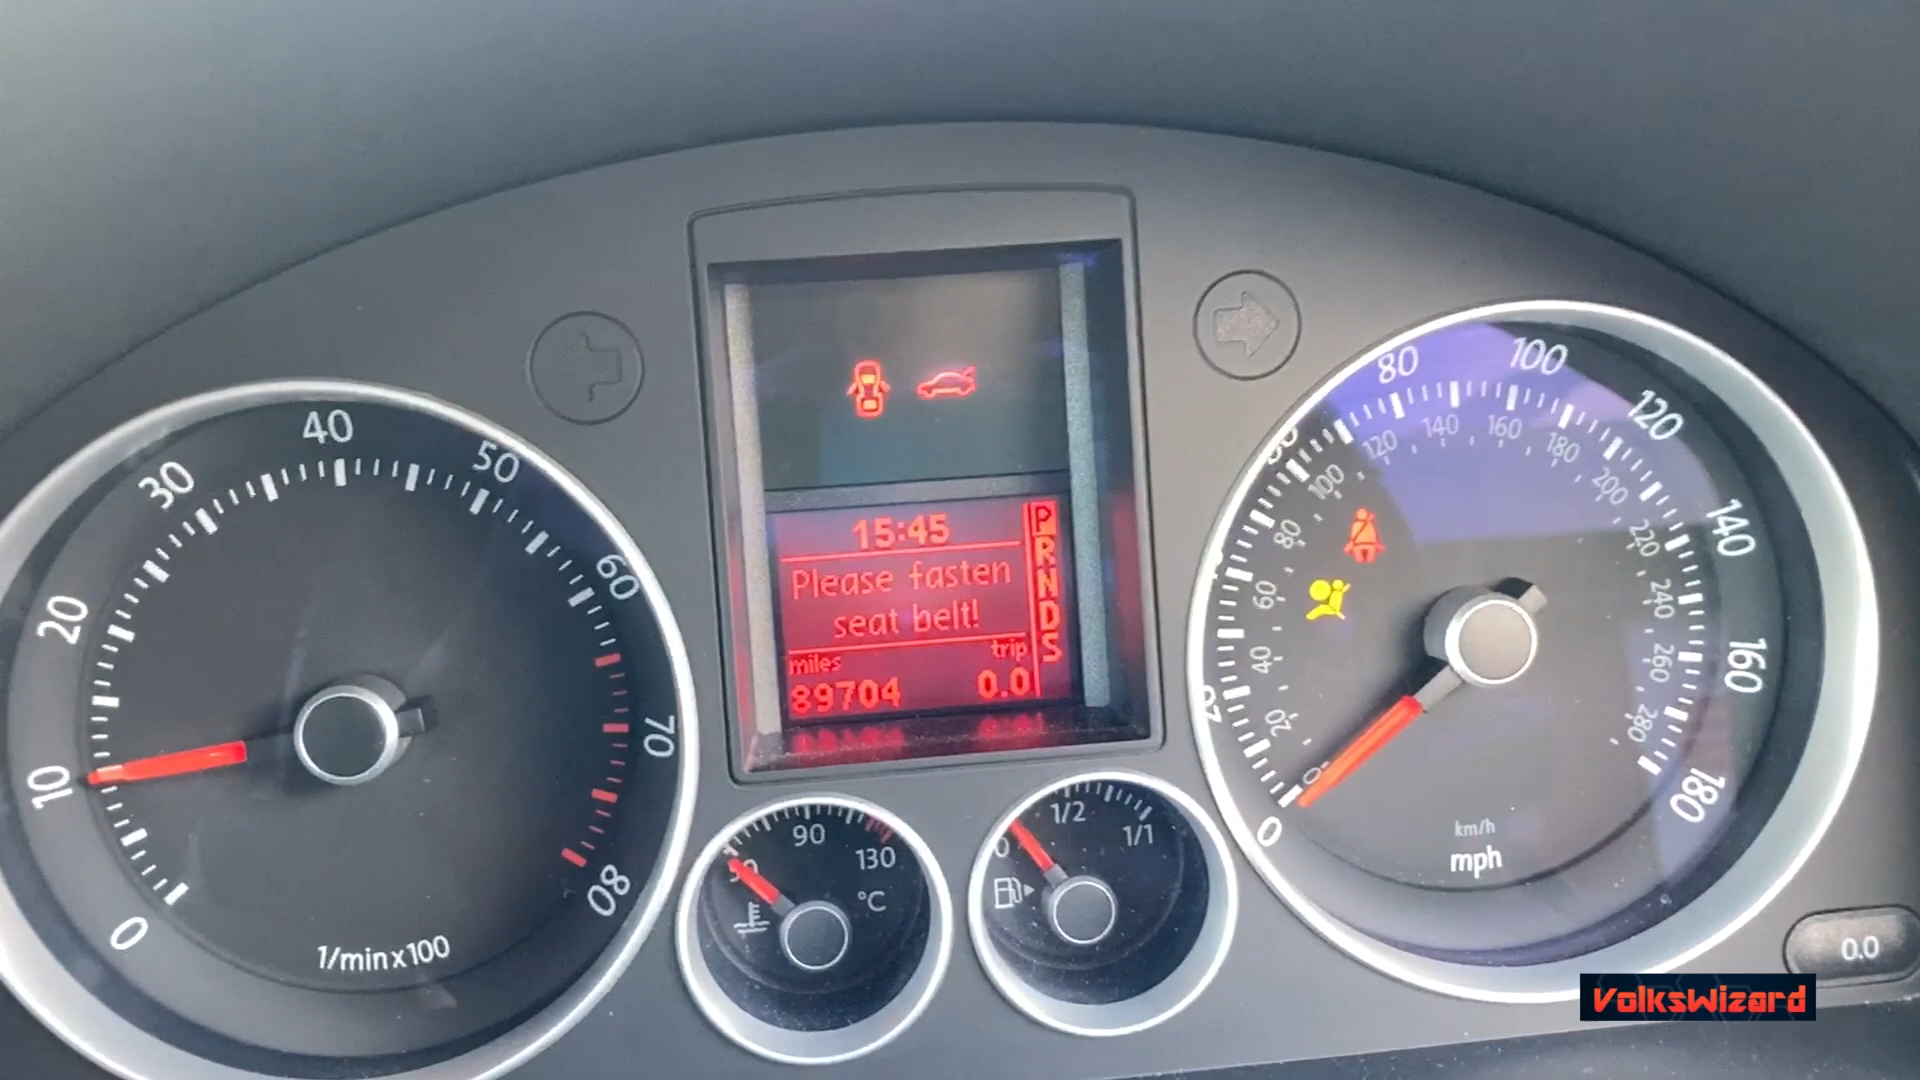 0
10
20
30
40
50
60
70
80
1/min x 100
15:45
Please fasten
seat belt!
miles
trip
89704
0.0
P
R
N
D
S
90
130
°C
0
1/2
1/1
0
80
100
120
140
160
180
20
40
60
80
100
120
140
160
180
200
220
240
260
280
km/h
mph
0.0
VolksWizard